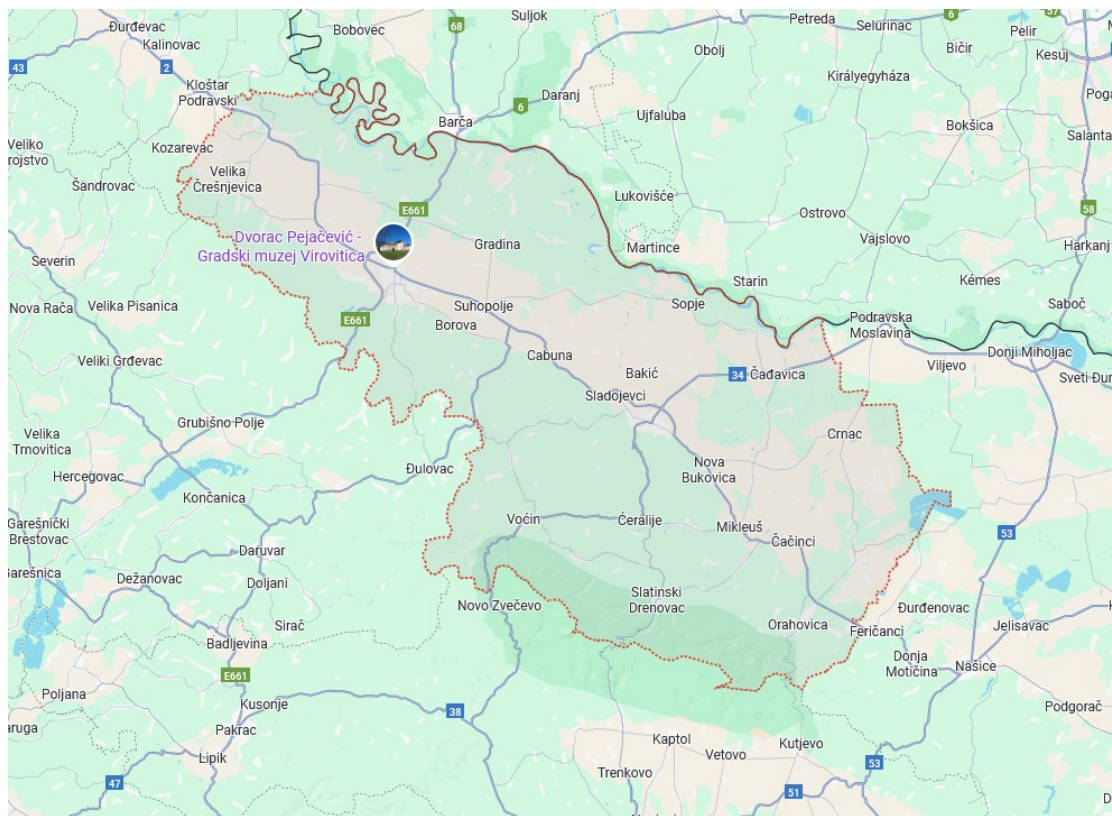 Đurđevac
Suljok
Bobovec
68
Petreda
6
Selurinac
Pelir
57
Kalinovac
Obolj
Bičir
Kesuj
43
2
Királyegyháza
Kloštar
Podravski
Daranj
6
Poga
Barča
Ujfaluba
Bokšica
Salanta
Veliko
rojstvo
Kozarevac
Velika
Črešnjevica
Šandrovac
Lukovišće
Ostrovo
58
E661
Dvorac Pejačević -
Gradski muzej Virovitica
Gradina
Martince
Vajslovo
Harkanj
Severin
Starin
Kémes
Nova Rača
Velika Pisanica
Suhopolje
Sopje
Saboč
E661
Borova
Podravska
Moslavina
Veliki Grđevac
Cabuna
Donji Miholjac
Viljevo
Bakić
34
Čađavica
Sveti Đur
Sladojevci
Grubišno Polje
Velika
Trnovitica
Crnac
Đulovac
Nova
Bukovica
Hercegovac
Končanica
Voćin
Ćeralije
Mikleuš
Garešnički
Brestovac
53
Čačinci
Daruvar
Garešnica
Dežanovac
Doljani
Slatinski
Drenovac
Novo Zvečevo
Đurđenovac
Sirač
Orahovica
Jelisavac
Feričanci
Badljevina
Donja
Motičina
Našice
E661
Poljana
Kusonje
38
Podgorač
aruga
Pakrac
Kaptol
Kutjevo
Vetovo
Lipik
53
Trenkovo
47
51